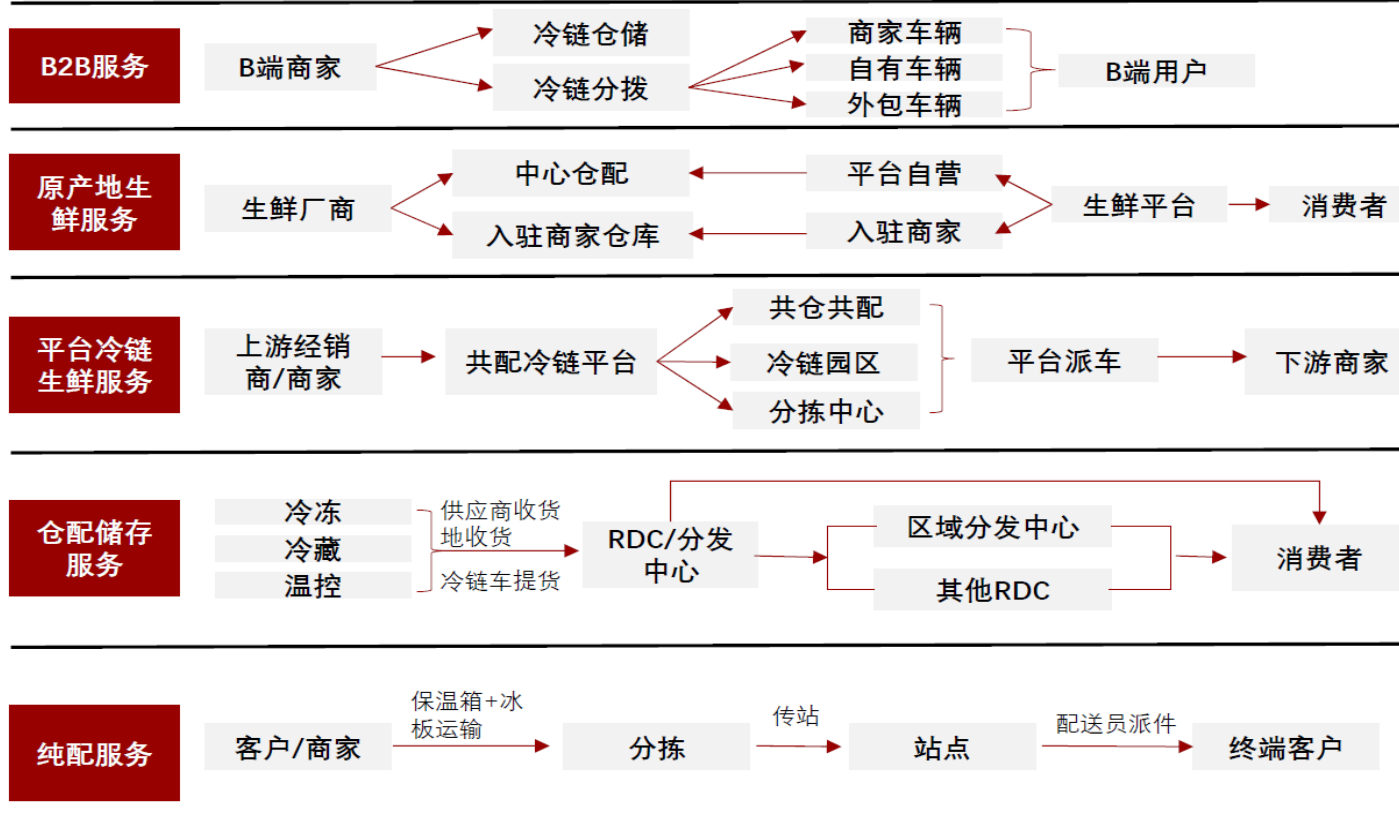 B2B服务
B端商家
冷链仓储
冷链分拨
商家车辆
自有车辆
外包车辆
B端用户
原产地生
鲜服务
生鲜厂商
中心仓配
入驻商家仓库
平台自营
入驻商家
生鲜平台
消费者
平台冷链
生鲜服务
上游经销
商/商家
共配冷链平台
共仓共配
冷链园区
分拣中心
平台派车
下游商家
仓配储存
服务
冷冻
冷藏
温控
供应商收货
地收货
冷链车提货
RDC/分发
中心
区域分发中心
其他RDC
消费者
纯配服务
客户/商家
保温箱+冰
板运输
分拣
传站
站点
配送员派件
终端客户